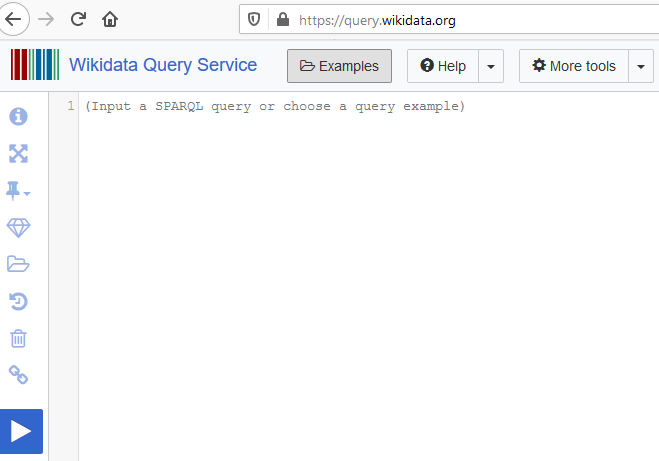 https://query.wikidata.org
Wikidata Query Service
Examples
Help
More tools
1 (Input a SPARQL query or choose a query example)